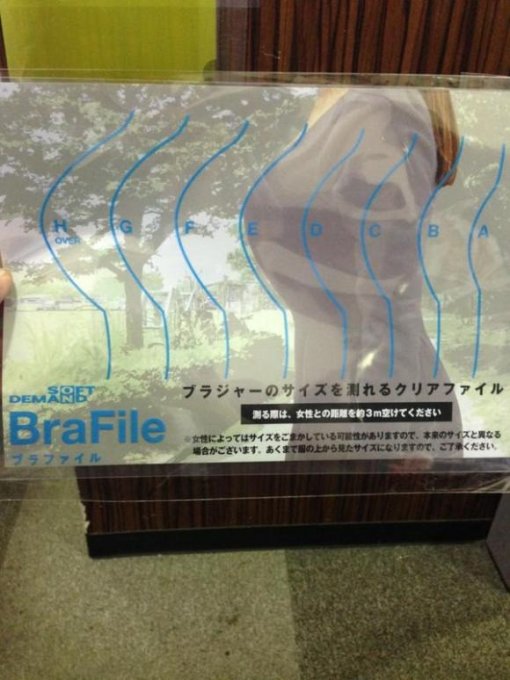 H G F E D C B A
OVER
SOFT
DEMAND
ブラジャーのサイズを測れるクリアファイル
測る際は、女性との距離を約3m空けてください
BraFile
ブラファイル
※女性によってはサイズをごまかしている可能性がありますので、本来のサイズと異なる
場合がございます。あくまで服の上から見たサイズになりますので、ご了承ください。